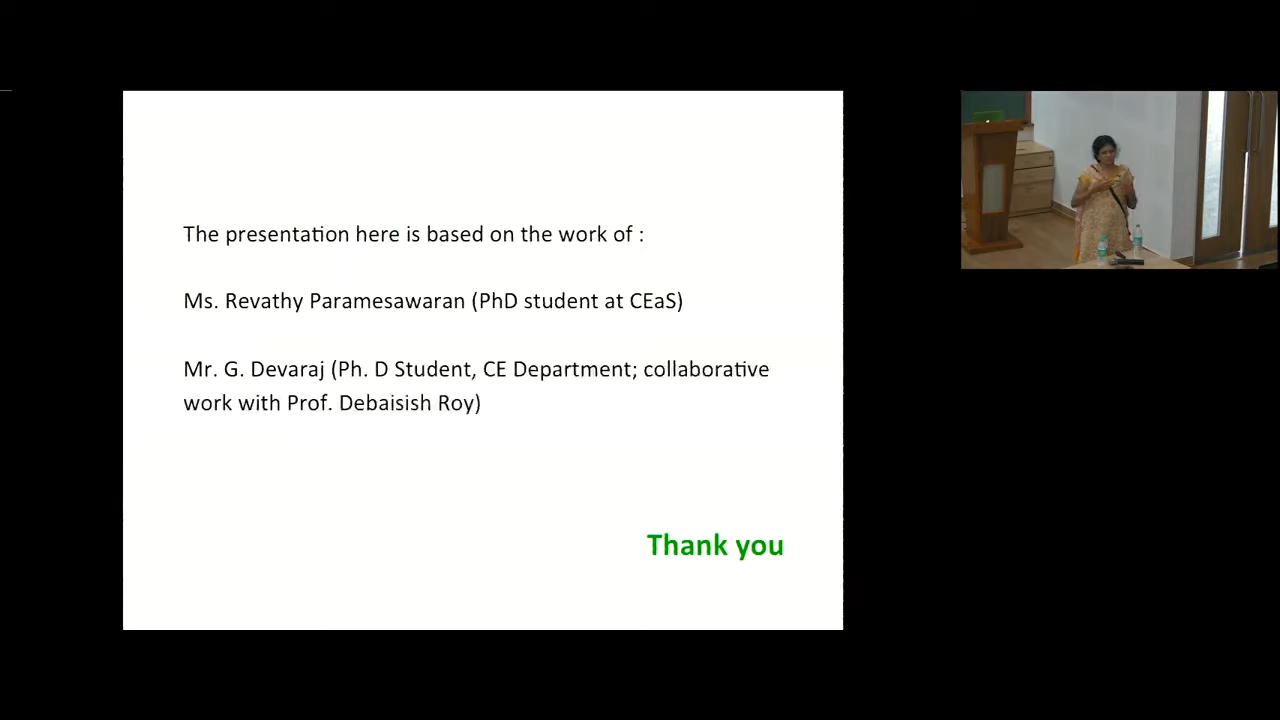 The presentation here is based on the work of :
Ms. Revathy Paramesawaran (PhD student at CEaS)
Mr. G. Devaraj (Ph. D Student, CE Department; collaborative
work with Prof. Debaisish Roy)
Thank you